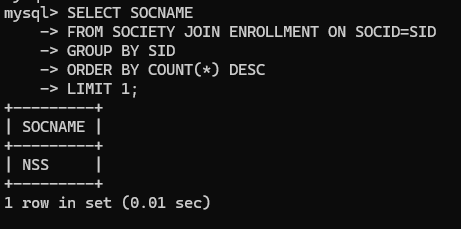 mysql> SELECT SOCNAME
    -> FROM SOCIETY JOIN ENROLLMENT ON SOCID=SID
    -> GROUP BY SID
    -> ORDER BY COUNT(*) DESC
    -> LIMIT 1;
+---------+
| SOCNAME |
+---------+
| NSS     |
+---------+
1 row in set (0.01 sec)